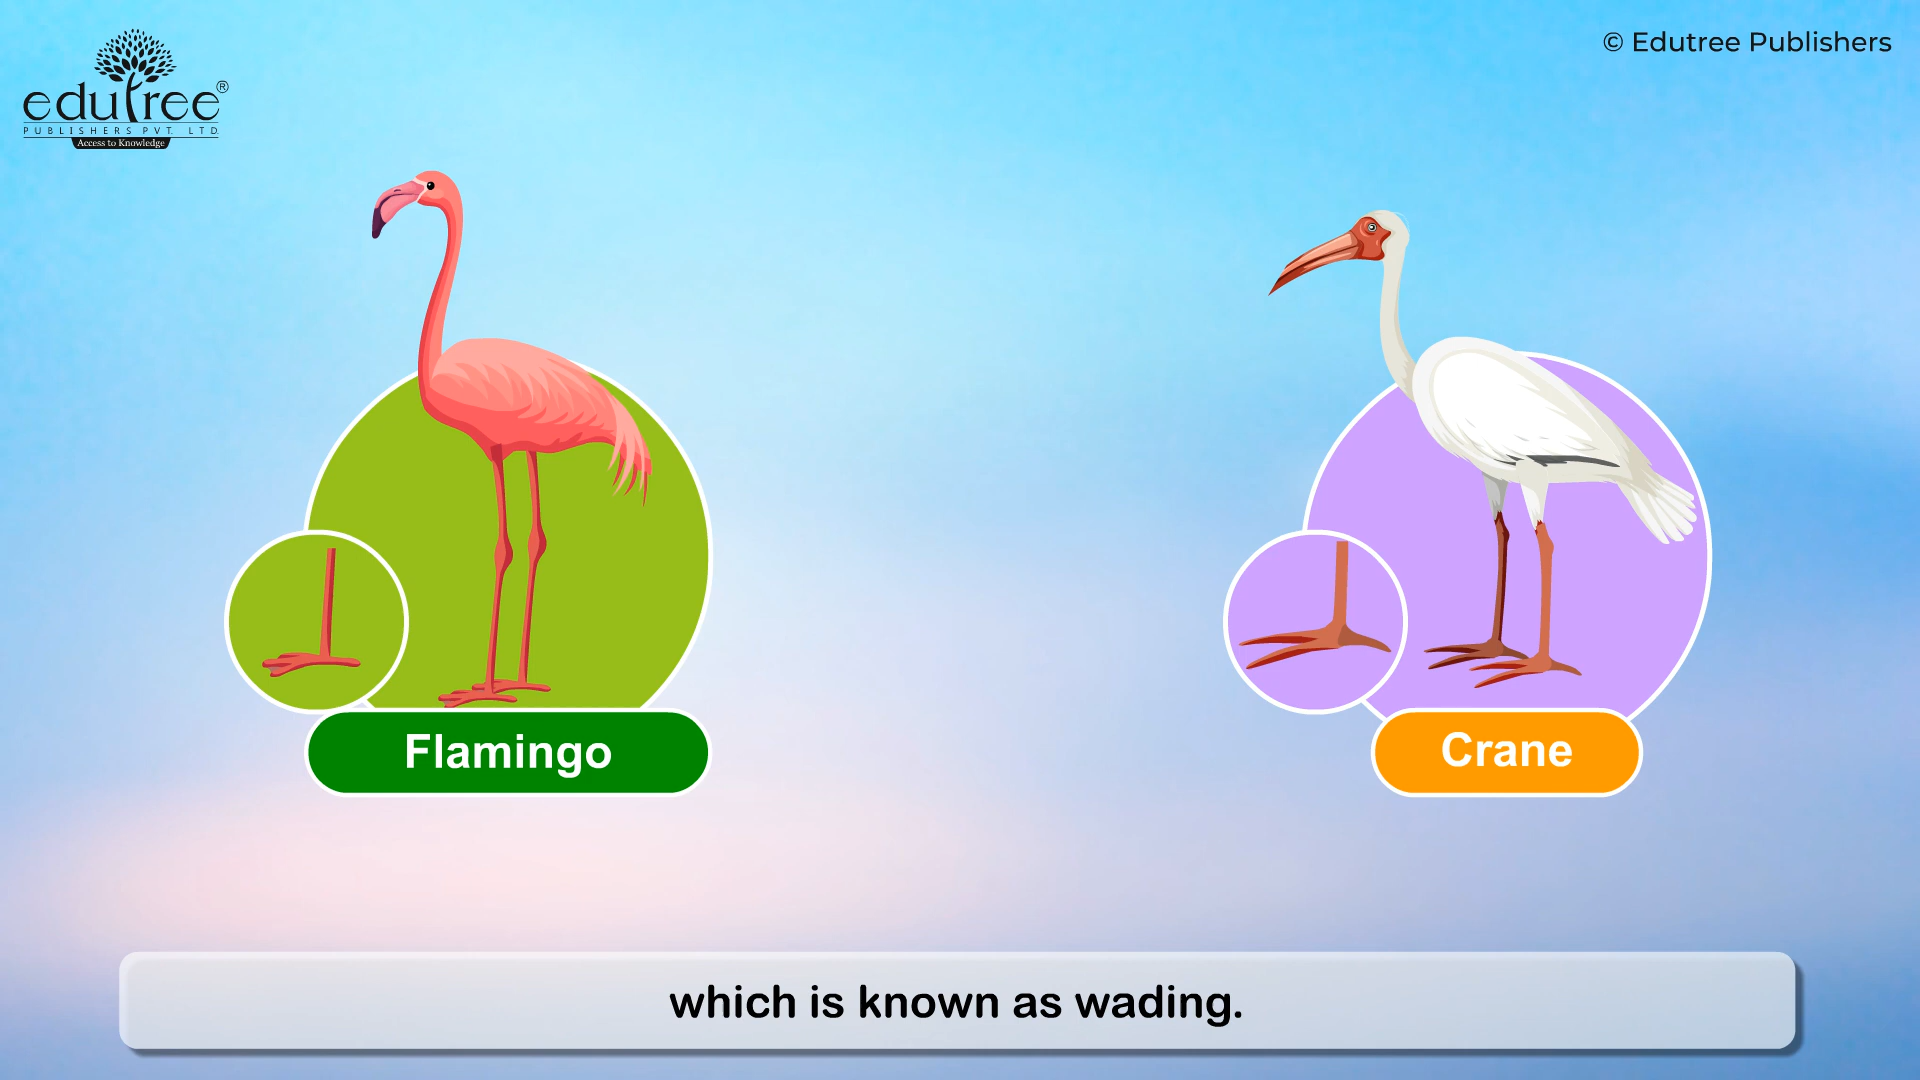 edutree®
PUBLISHERS PVT. LTD.
Access to Knowledge
© Edutree Publishers
Flamingo
Crane
which is known as wading.